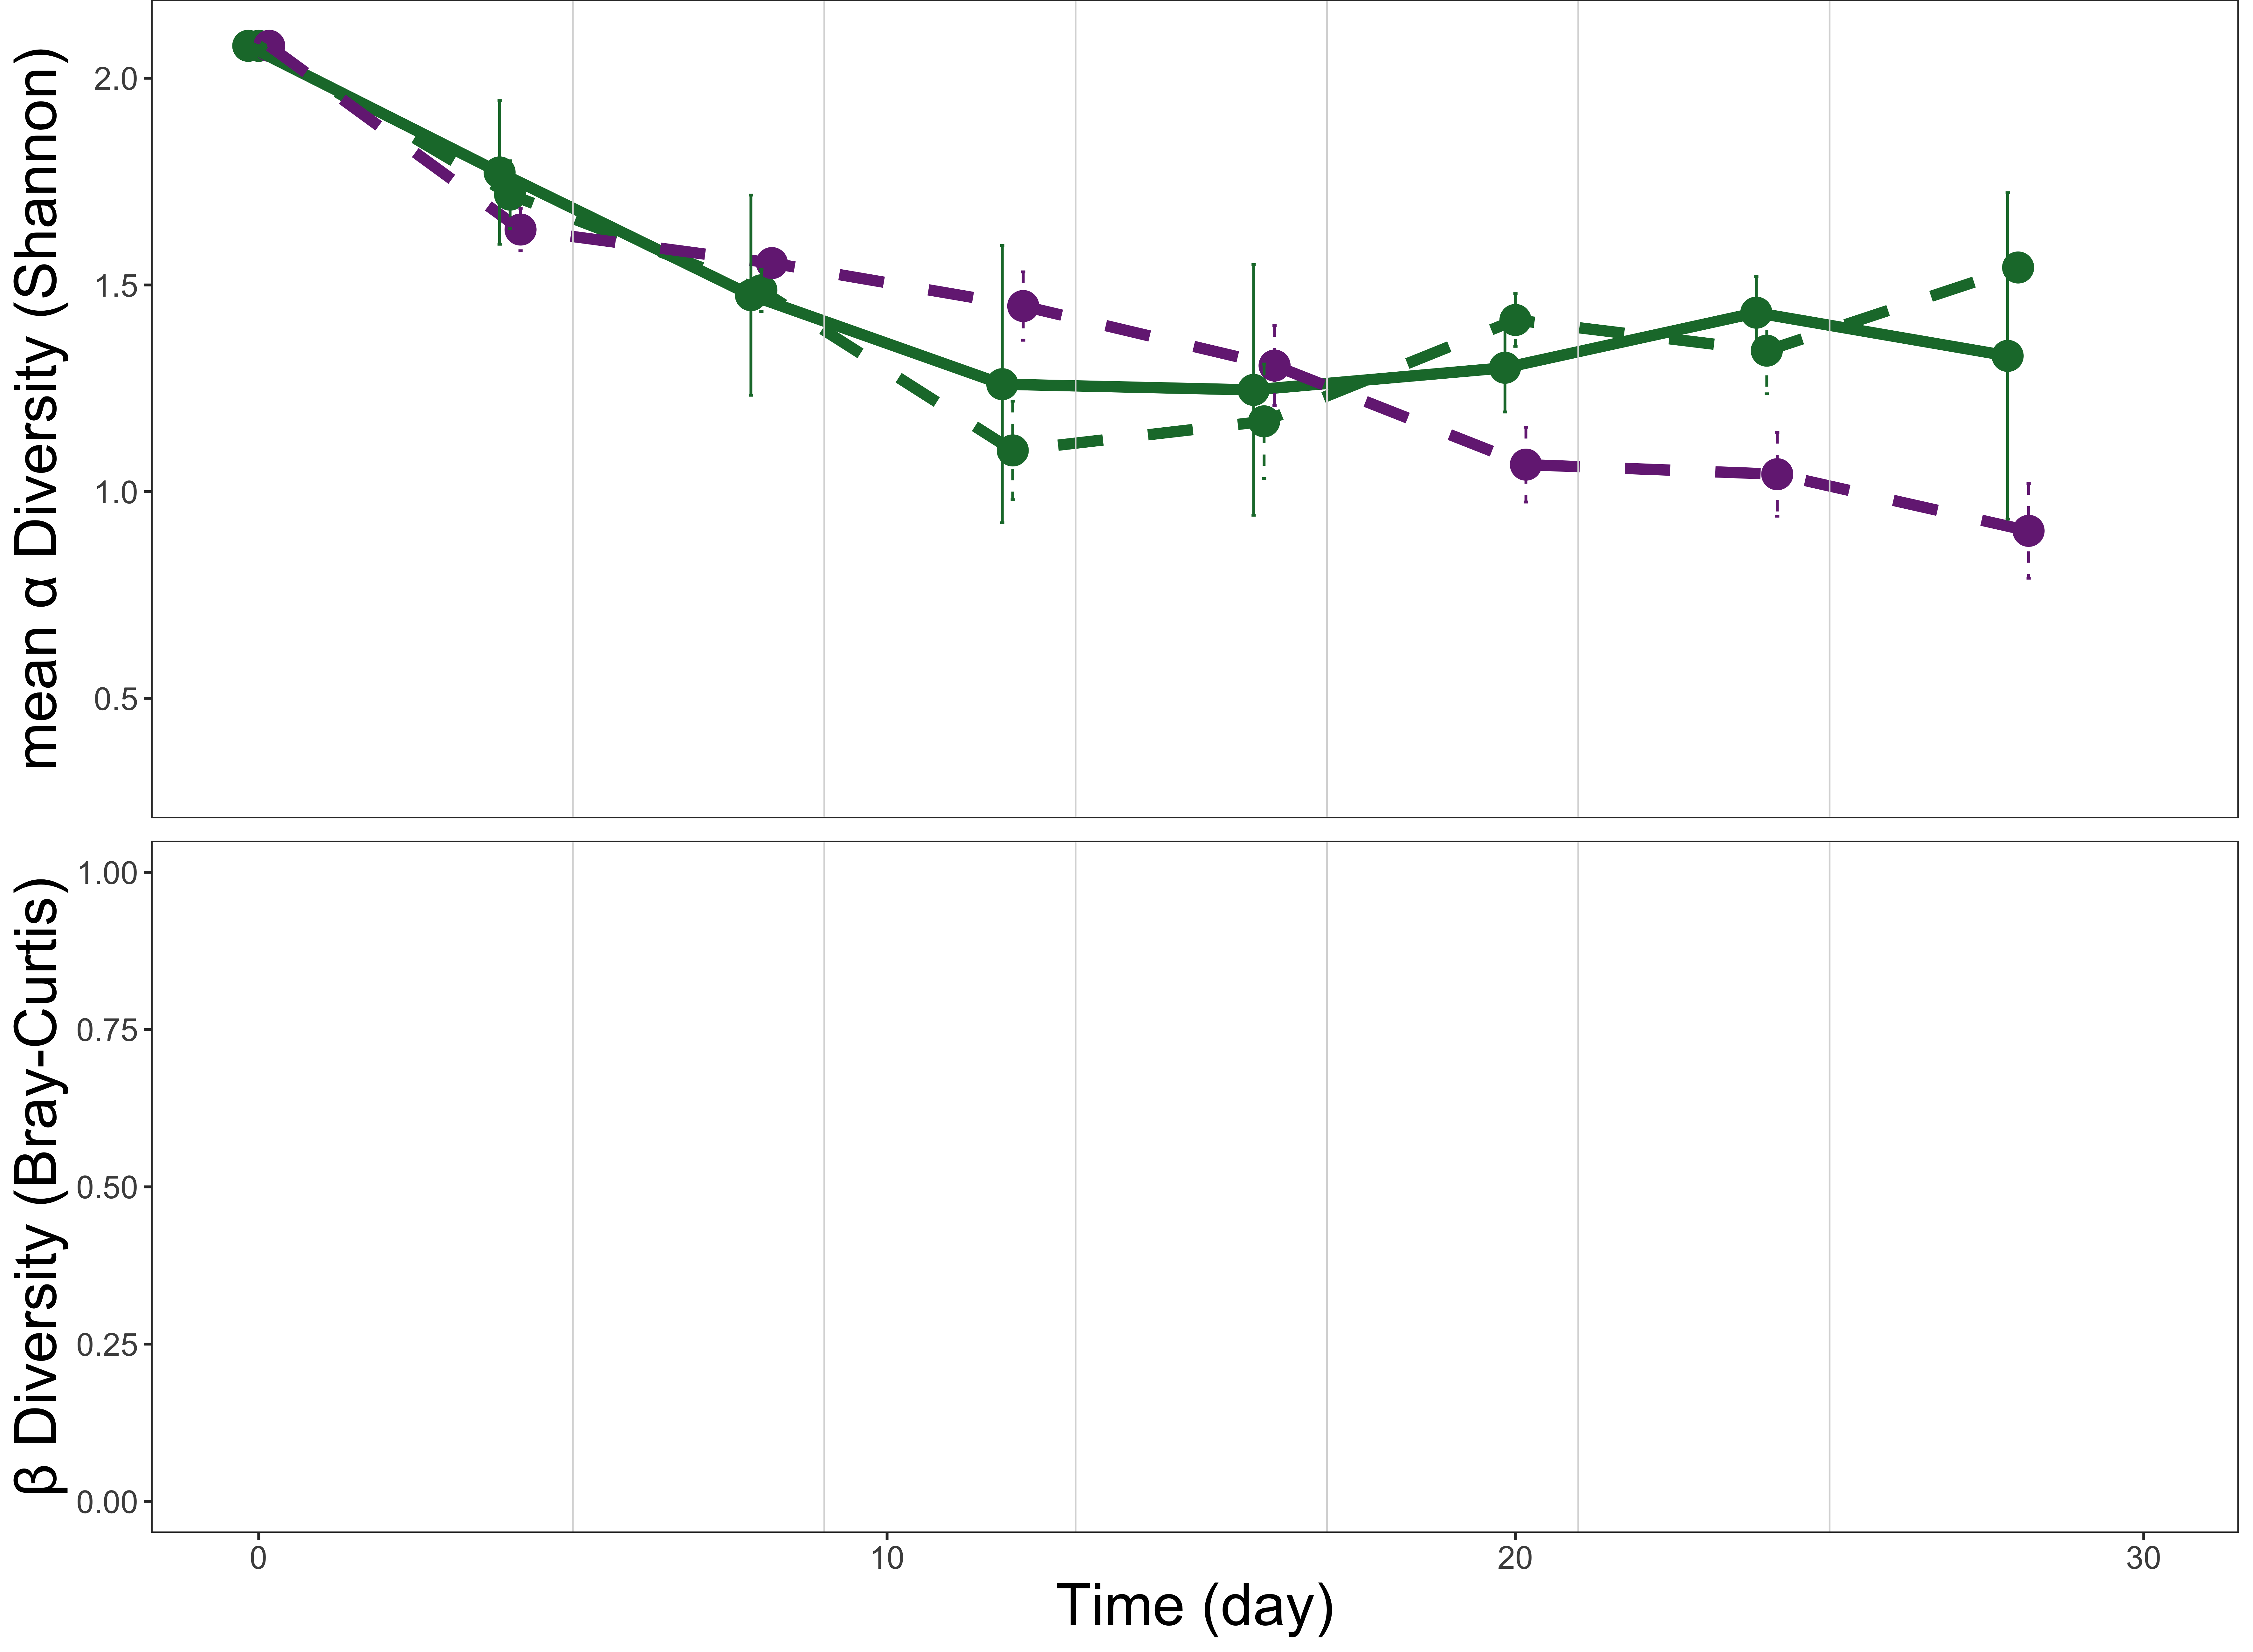 mean α Diversity (Shannon)
2.0
1.5
1.0
0.5
β Diversity (Bray-Curtis)
1.00
0.75
0.50
0.25
0.00
0 10 20 30
Time (day)